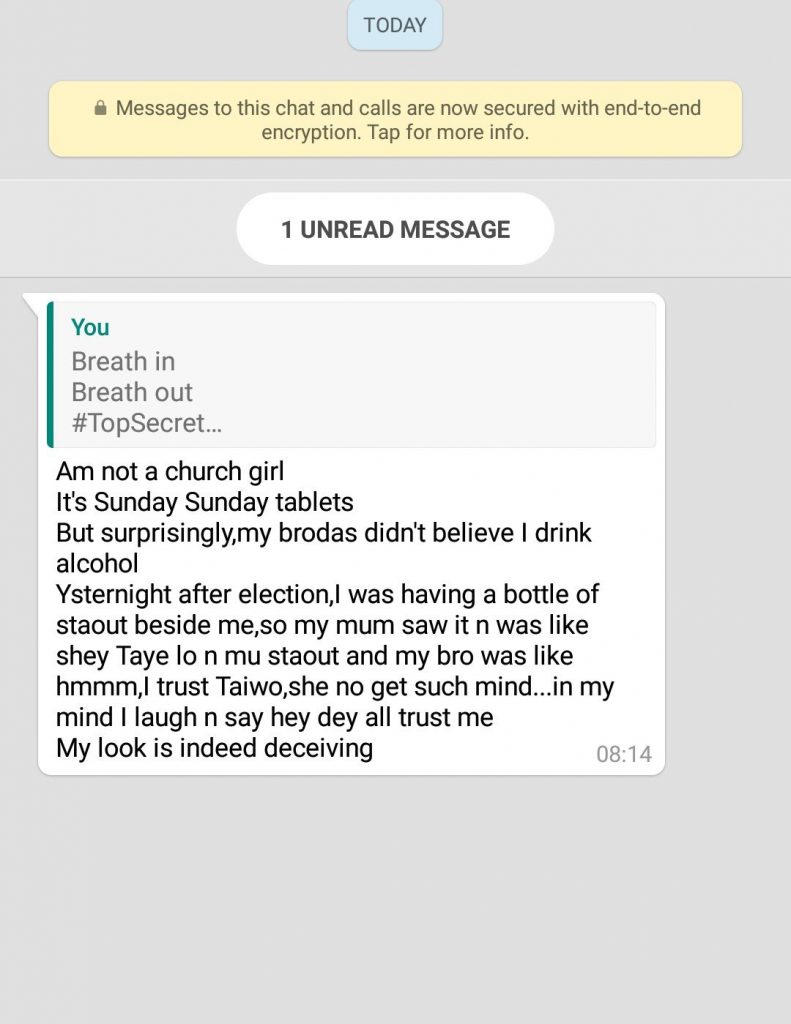 TODAY
Messages to this chat and calls are now secured with end-to-end
encryption. Tap for more info.
1 UNREAD MESSAGE
You
Breath in
Breath out
#TopSecret...
Am not a church girl
It's Sunday Sunday tablets
But surprisingly,my brodas didn't believe I drink
alcohol
Ysternight after election,I was having a bottle of
staout beside me,so my mum saw it n was like
shey Taye lo n mu staout and my bro was like
hmmm,I trust Taiwo,she no get such mind...in my
mind I laugh n say hey dey all trust me
My look is indeed deceiving
08:14